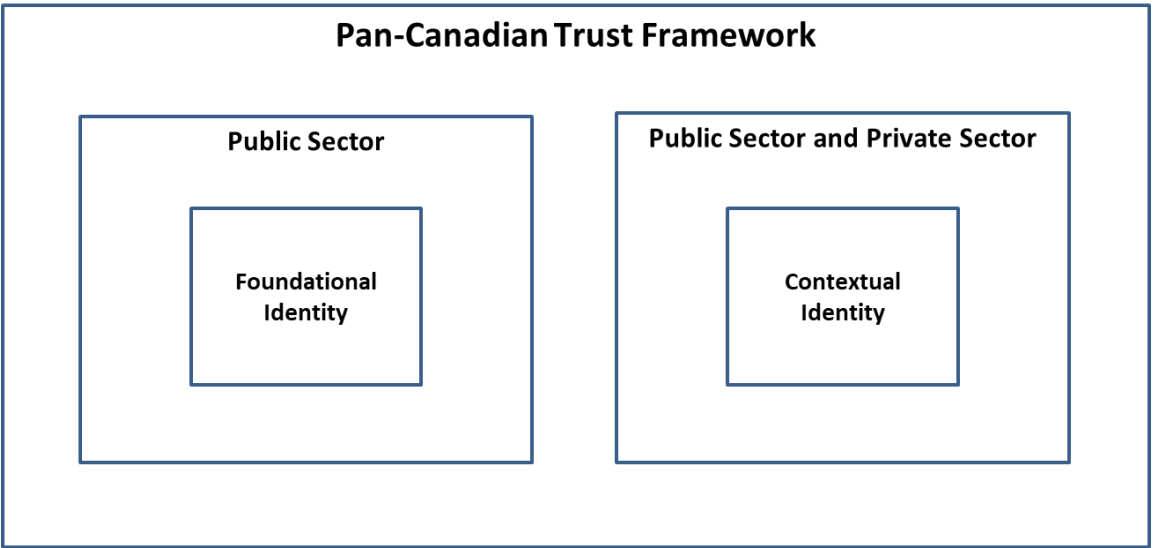 Pan-Canadian Trust Framework
Public Sector
Foundational
Identity
Public Sector and Private Sector
Contextual
Identity